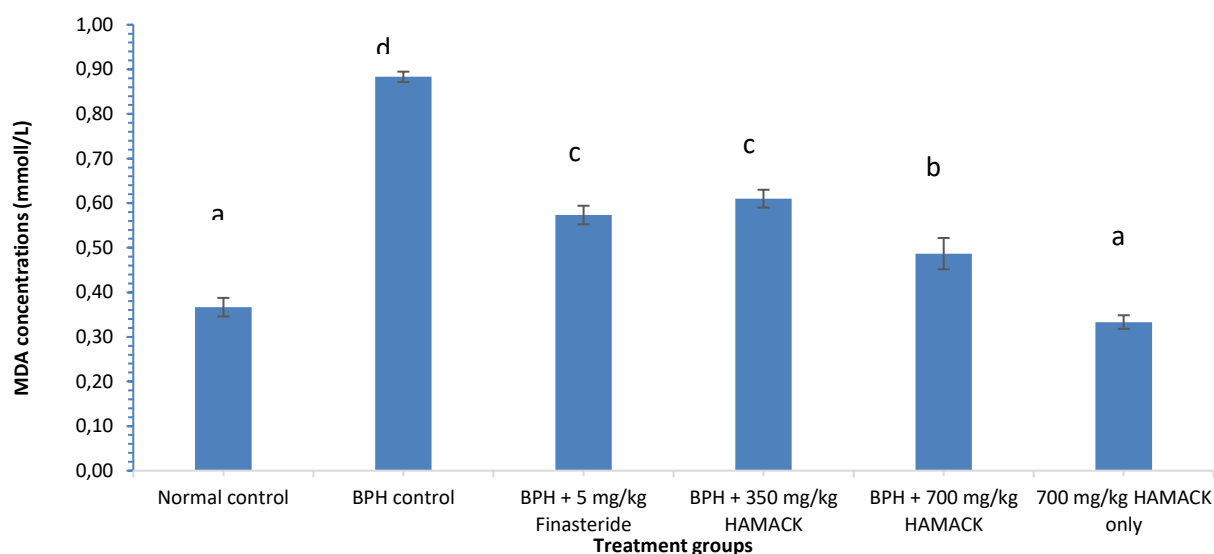 MDA concentrations (mmoll/L)
1,00
0,90
0,80
0,70
0,60
0,50
0,40
0,30
0,20
0,10
0,00
a
d
c
c
b
a
Normal control
BPH control
BPH + 5 mg/kg
Finasteride
BPH + 350 mg/kg
HAMACK
BPH + 700 mg/kg
HAMACK
700 mg/kg HAMACK
only
Treatment groups